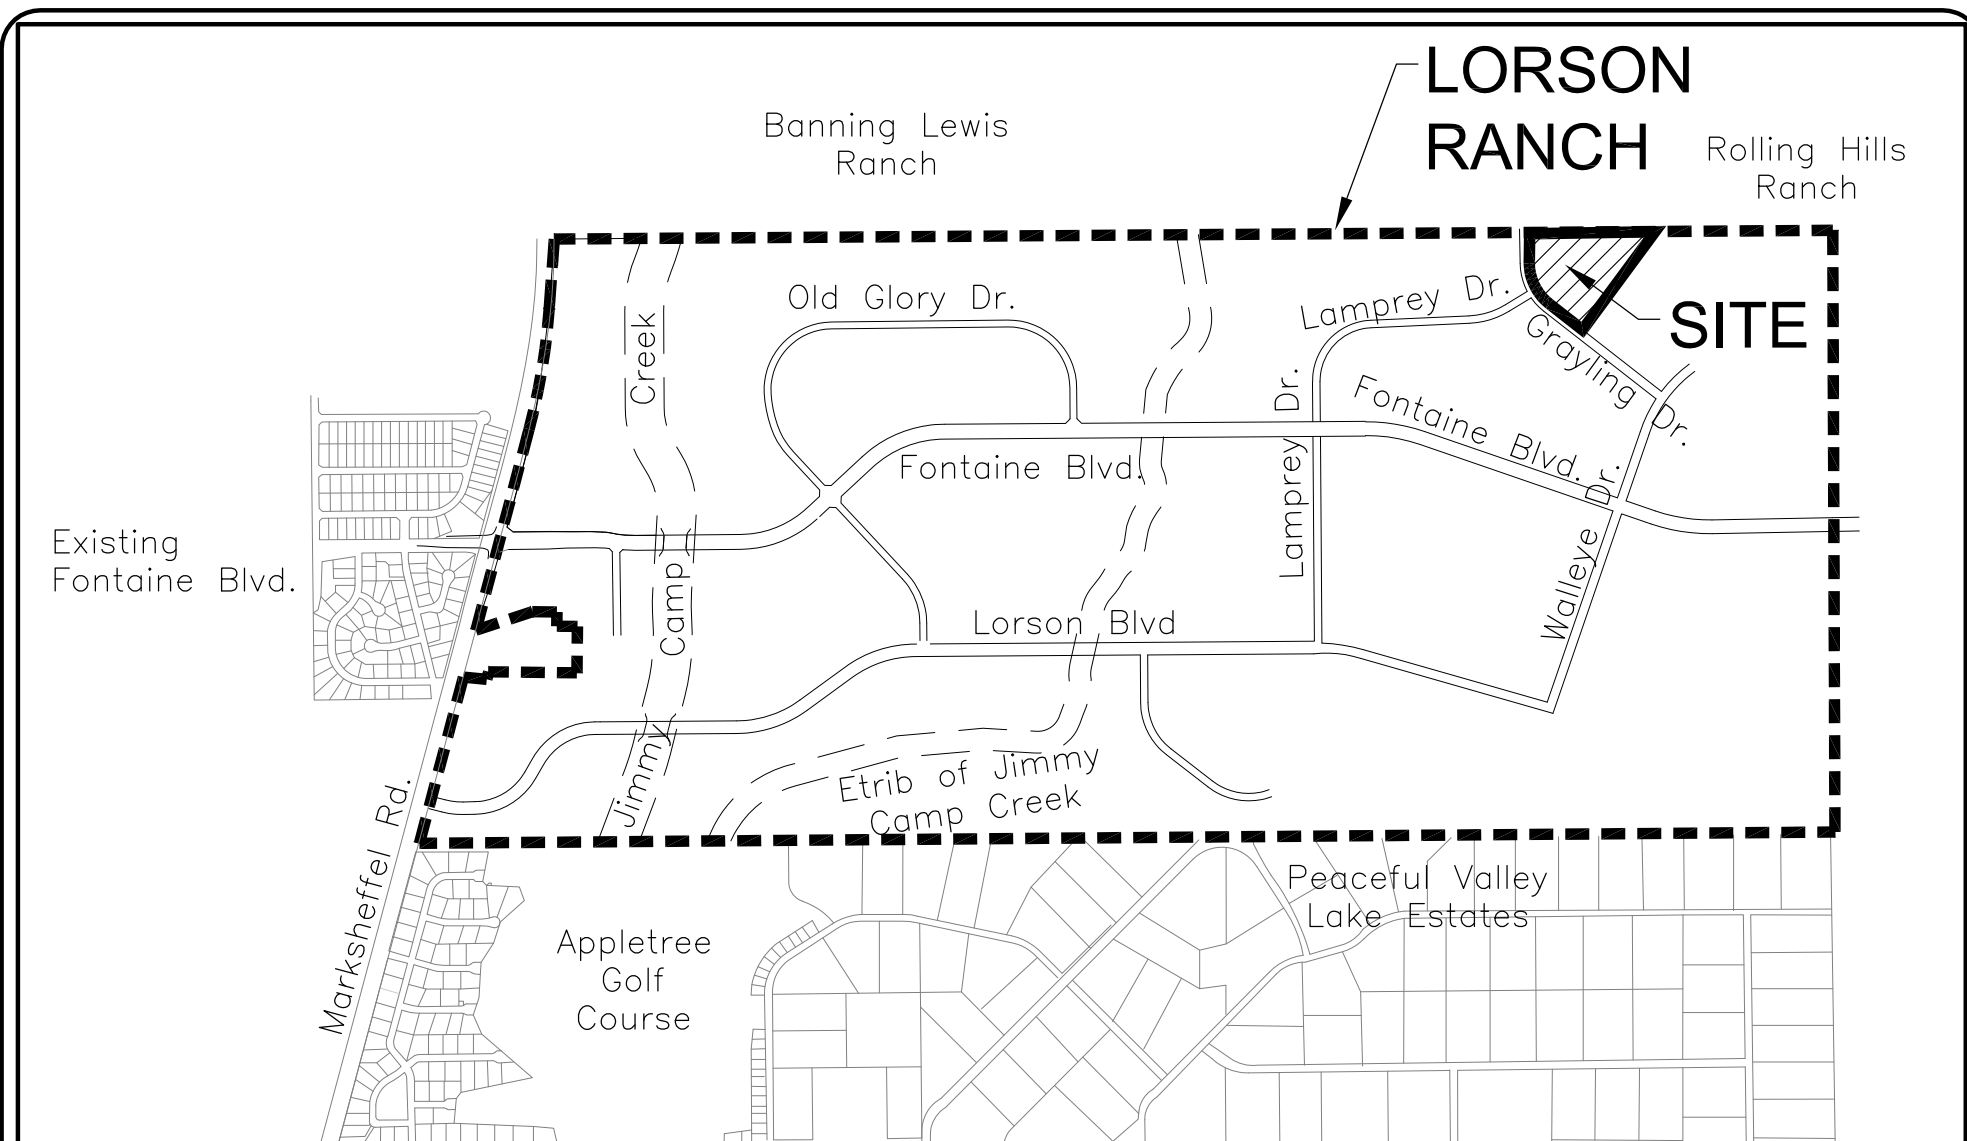 LORSON
RANCH
Banning Lewis
Ranch
Rolling Hills
Ranch
Old Glory Dr.
Lamprey Dr.
SITE
Creek
Grayling Dr.
Lamprey Dr.
Fontaine Blvd.
Fontaine Blvd.
Existing
Fontaine Blvd.
Walleye Dr.
Camp
Lorson Blvd
Jimmy
Etrib of Jimmy
Camp Creek
Marksheffel Rd.
Peaceful Valley
Lake Estates
Appletree
Golf
Course